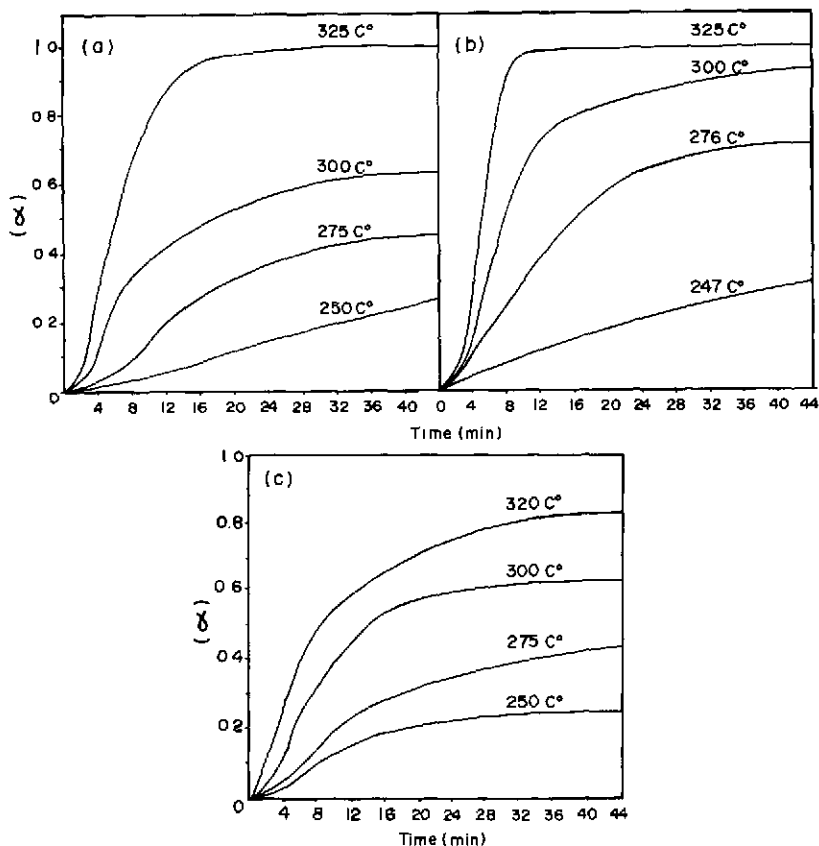 (a)
325 C°
300 C°
275 C°
250 C°
(α)
1 0
0 8
0 6
0 4
0 2
0
4 8 12 16 20 24 28 32 36 40
(b)
325 C°
300 C°
276 C°
247 C°
0 4 8 12 16 20 24 28 32 36 40 44
Time (min)
(c)
320 C°
300 C°
275 C°
250 C°
(α)
1 0
0.8
0 6
0 4
0 2
0
4 8 12 16 20 24 28 32 36 40 44
Time (min)